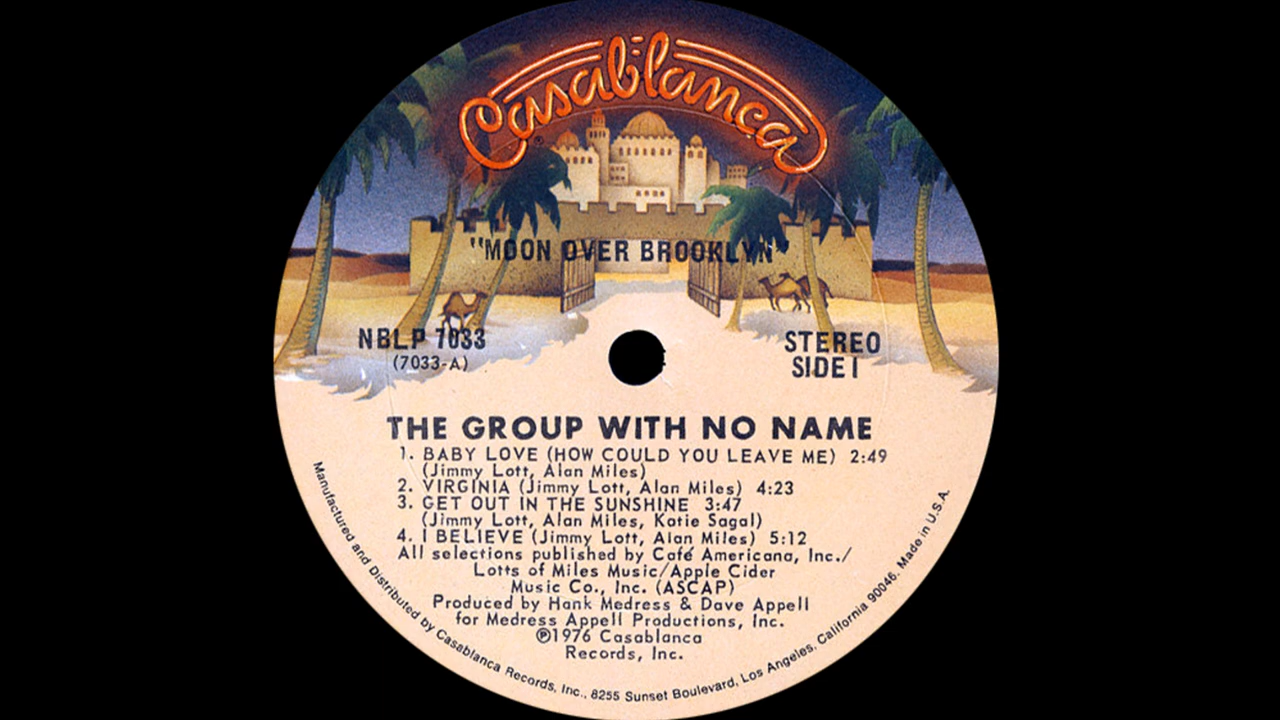 Casablanca
®
"MOON OVER BROOKLYN"
NBLP 7033
(7033-A)
STEREO
SIDE 1
THE GROUP WITH NO NAME
1. BABY LOVE (HOW COULD YOU LEAVE ME) 2:49
(Jimmy Lott, Alan Miles)
2. VIRGINIA (Jimmy Lott, Alan Miles) 4:23
3. GET OUT IN THE SUNSHINE 3:47
(Jimmy Lott, Alan Miles, Katie Sagal)
4. I BELIEVE (Jimmy Lott, Alan Miles) 5:12
All selections published by Café Americana, Inc./
Lotts of Miles Music/Apple Cider
Music Co., Inc. (ASCAP)
Produced by Hank Medress & Dave Appell
for Medress Appell Productions, Inc.
℗1976 Casablanca
Records, Inc.
Manufactured and Distributed by Casablanca Records, Inc., 8255 Sunset Boulevard, Los Angeles, California 90046. Made in U.S.A.